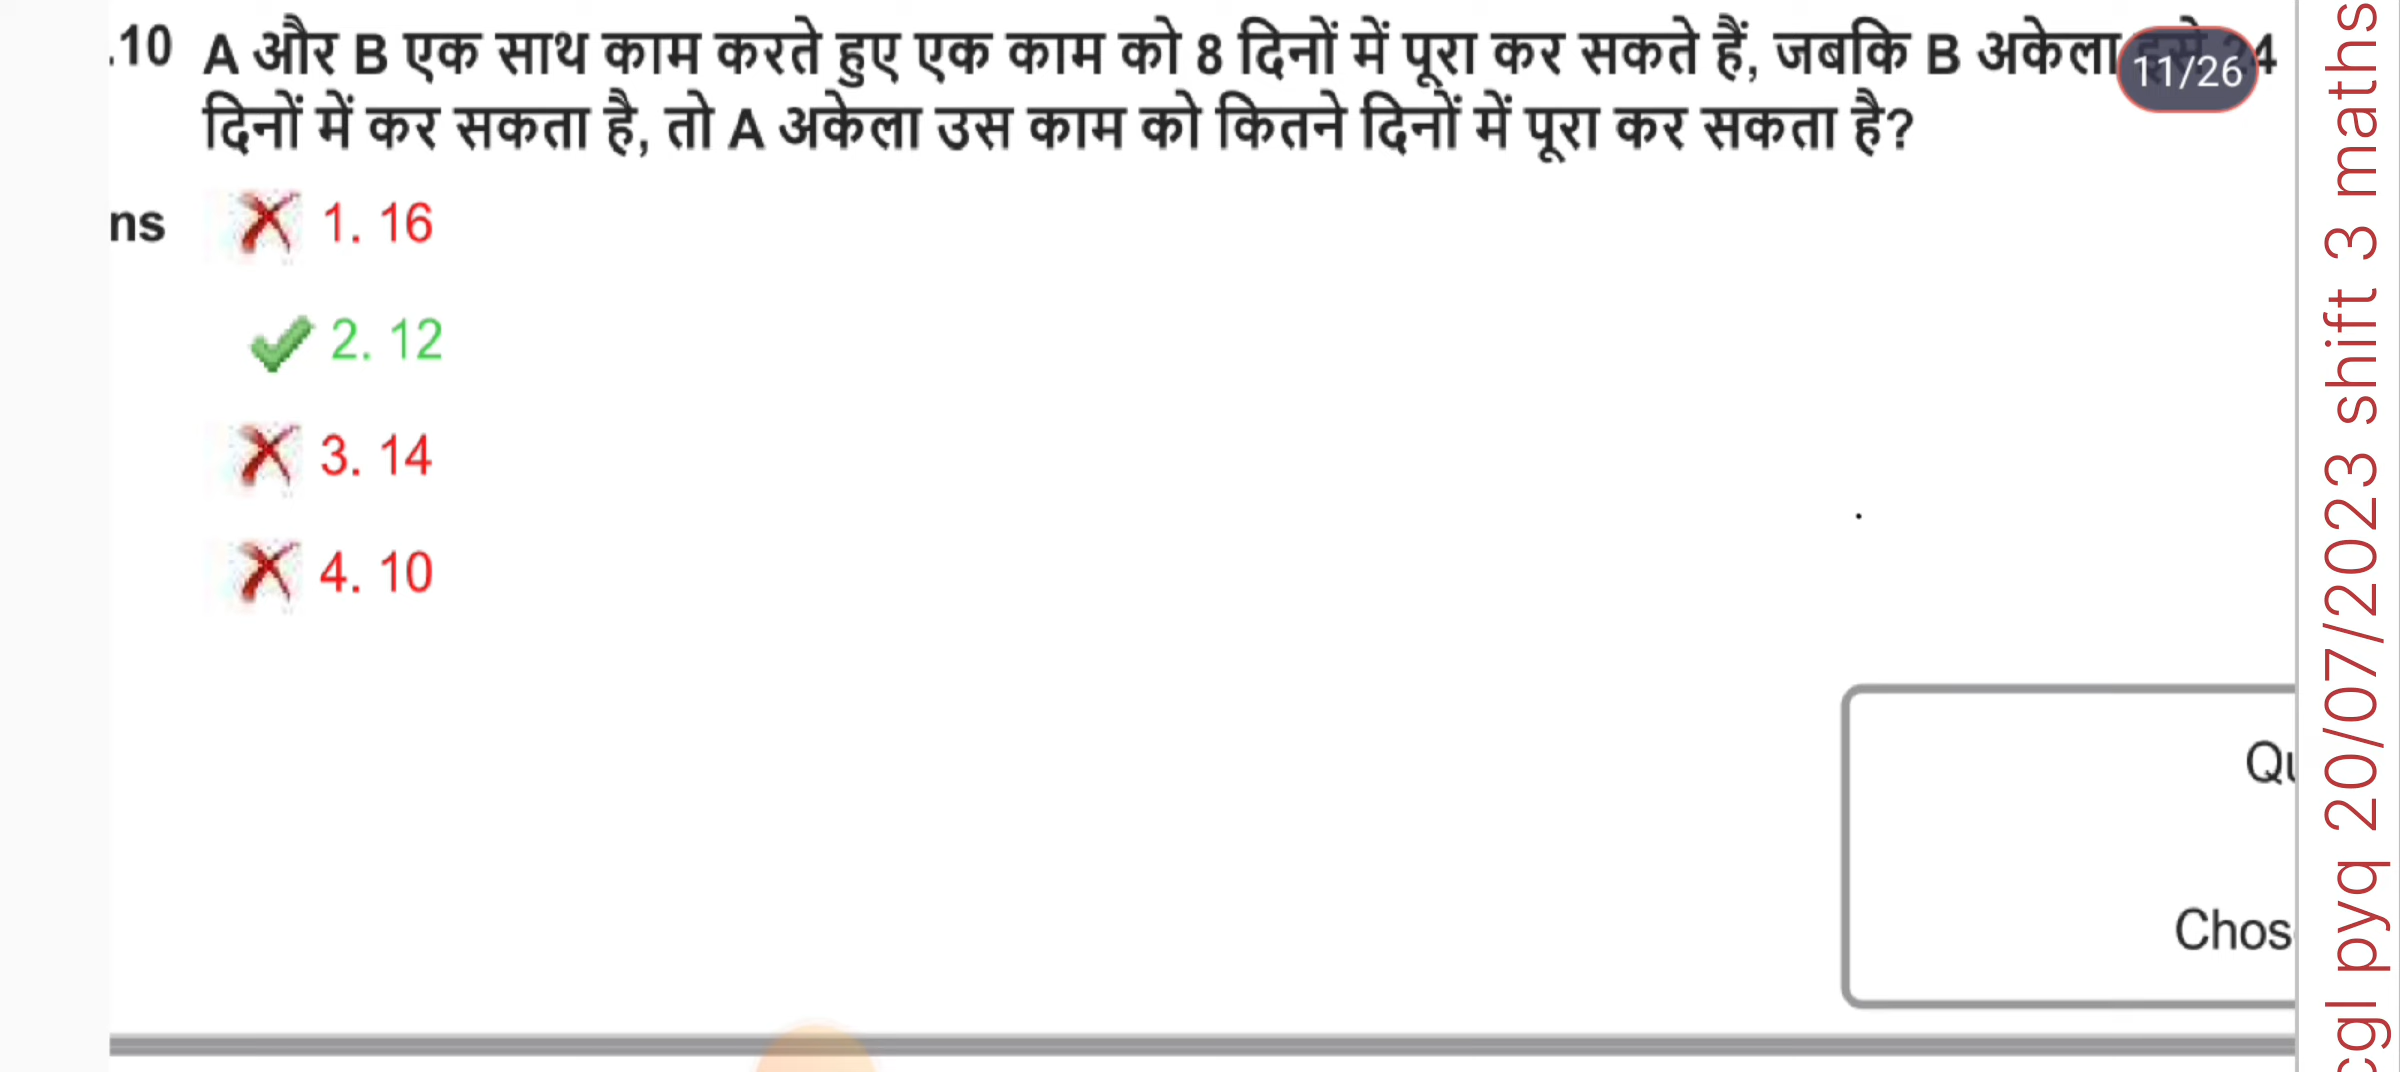 .10 A और B एक साथ काम करते हुए एक काम को 8 दिनों में पूरा कर सकते हैं, जबकि B अकेला
11/26
दिनों में कर सकता है, तो A अकेला उस काम को कितने दिनों में पूरा कर सकता है?
ns 1. 16
2. 12
3. 14
4. 10
Qu
Chos
cgl pyq 20/07/2023 shift 3 maths